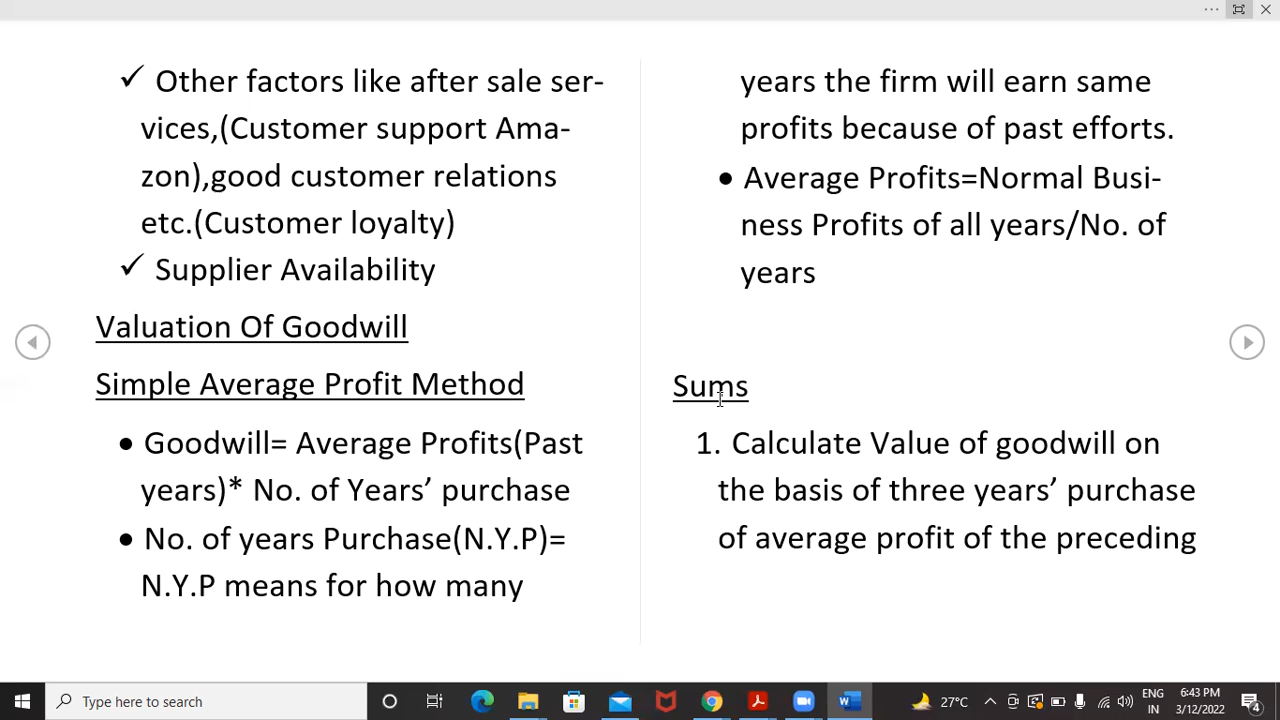 ✓ Other factors like after sale ser-
vices,(Customer support Ama-
zon),good customer relations
etc.(Customer loyalty)
✓ Supplier Availability
Valuation Of Goodwill
Simple Average Profit Method
• Goodwill= Average Profits(Past
years)* No. of Years’ purchase
• No. of years Purchase(N.Y.P)=
N.Y.P means for how many
years the firm will earn same
profits because of past efforts.
• Average Profits=Normal Busi-
ness Profits of all years/No. of
years
Sums
1. Calculate Value of goodwill on
the basis of three years’ purchase
of average profit of the preceding
Type here to search
27°C
ENG
IN
6:43 PM
3/12/2022
4